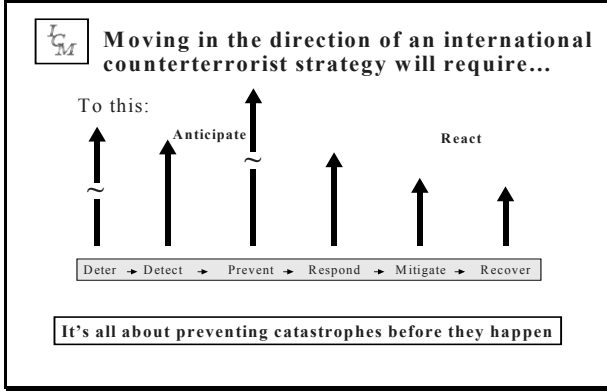 LCM
Moving in the direction of an international
counterterrorist strategy will require...
To this:
Anticipate
React
~
~
Deter → Detect → Prevent → Respond → Mitigate → Recover
It's all about preventing catastrophes before they happen